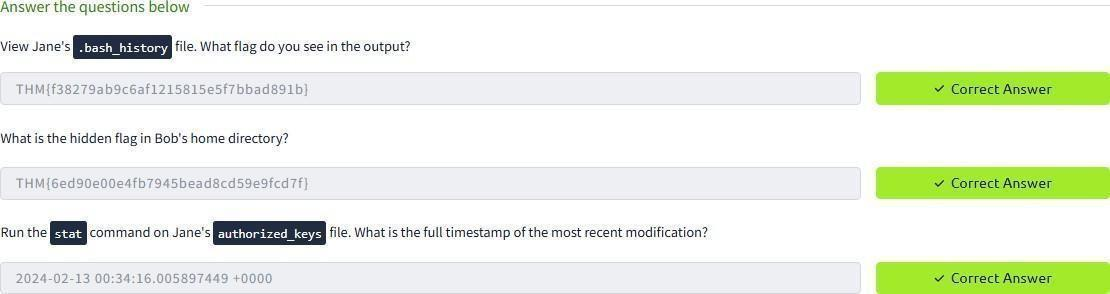 Answer the questions below
View Jane's .bash_history file. What flag do you see in the output?
THM{f38279ab9c6af1215815e5f7bbad891b}
✓ Correct Answer
What is the hidden flag in Bob's home directory?
THM{6ed90e00e4fb7945bead8cd59e9fcd7f}
✓ Correct Answer
Run the stat command on Jane's authorized_keys file. What is the full timestamp of the most recent modification?
2024-02-13 00:34:16.005897449 +0000
✓ Correct Answer